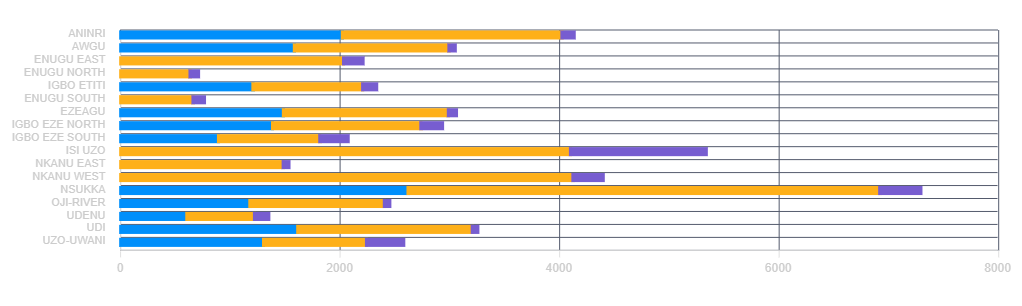 ANINRI
AWGU
ENUGU EAST
ENUGU NORTH
IGBO ETITI
ENUGU SOUTH
EZEAGU
IGBO EZE NORTH
IGBO EZE SOUTH
ISI UZO
NKANU EAST
NKANU WEST
NSUKKA
OJI-RIVER
UDENU
UDI
UZO-UWANI
0 2000 4000 6000 8000